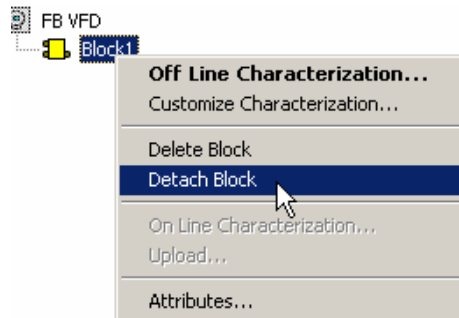 FB VFD
Block1
Off Line Characterization...
Customize Characterization...
Delete Block
Detach Block
On Line Characterization...
Upload...
Attributes...